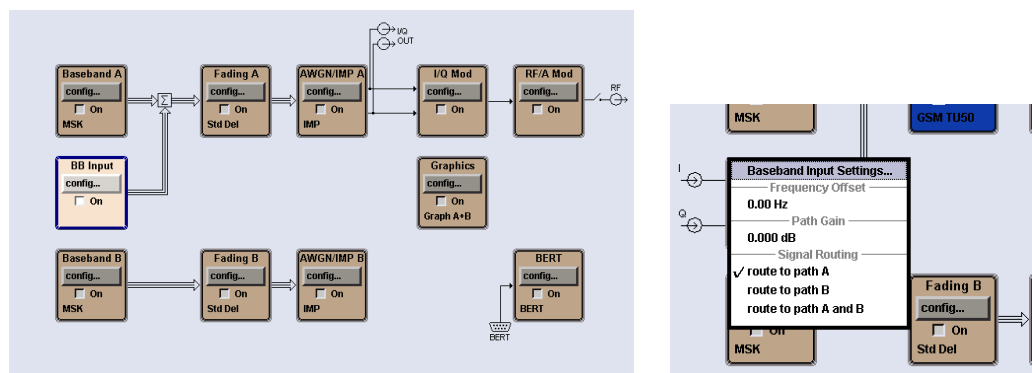 I/Q
OUT
Baseband A
config...
On
MSK
Σ
Fading A
config...
On
Std Del
AWGN/IMP A
config...
On
IMP
I/Q Mod
config...
On
RF/A Mod
config...
On
RF
BB Input
config...
On
Graphics
config...
On
Graph A+B
Baseband B
config...
On
MSK
Fading B
config...
On
Std Del
AWGN/IMP B
config...
On
IMP
BERT
config...
On
BERT
BERT
MSK
GSM TU50
I
Q
Baseband Input Settings...
Frequency Offset
0.00 Hz
Path Gain
0.000 dB
Signal Routing
✓ route to path A
route to path B
route to path A and B
On
MSK
Fading B
config...
On
Std Del